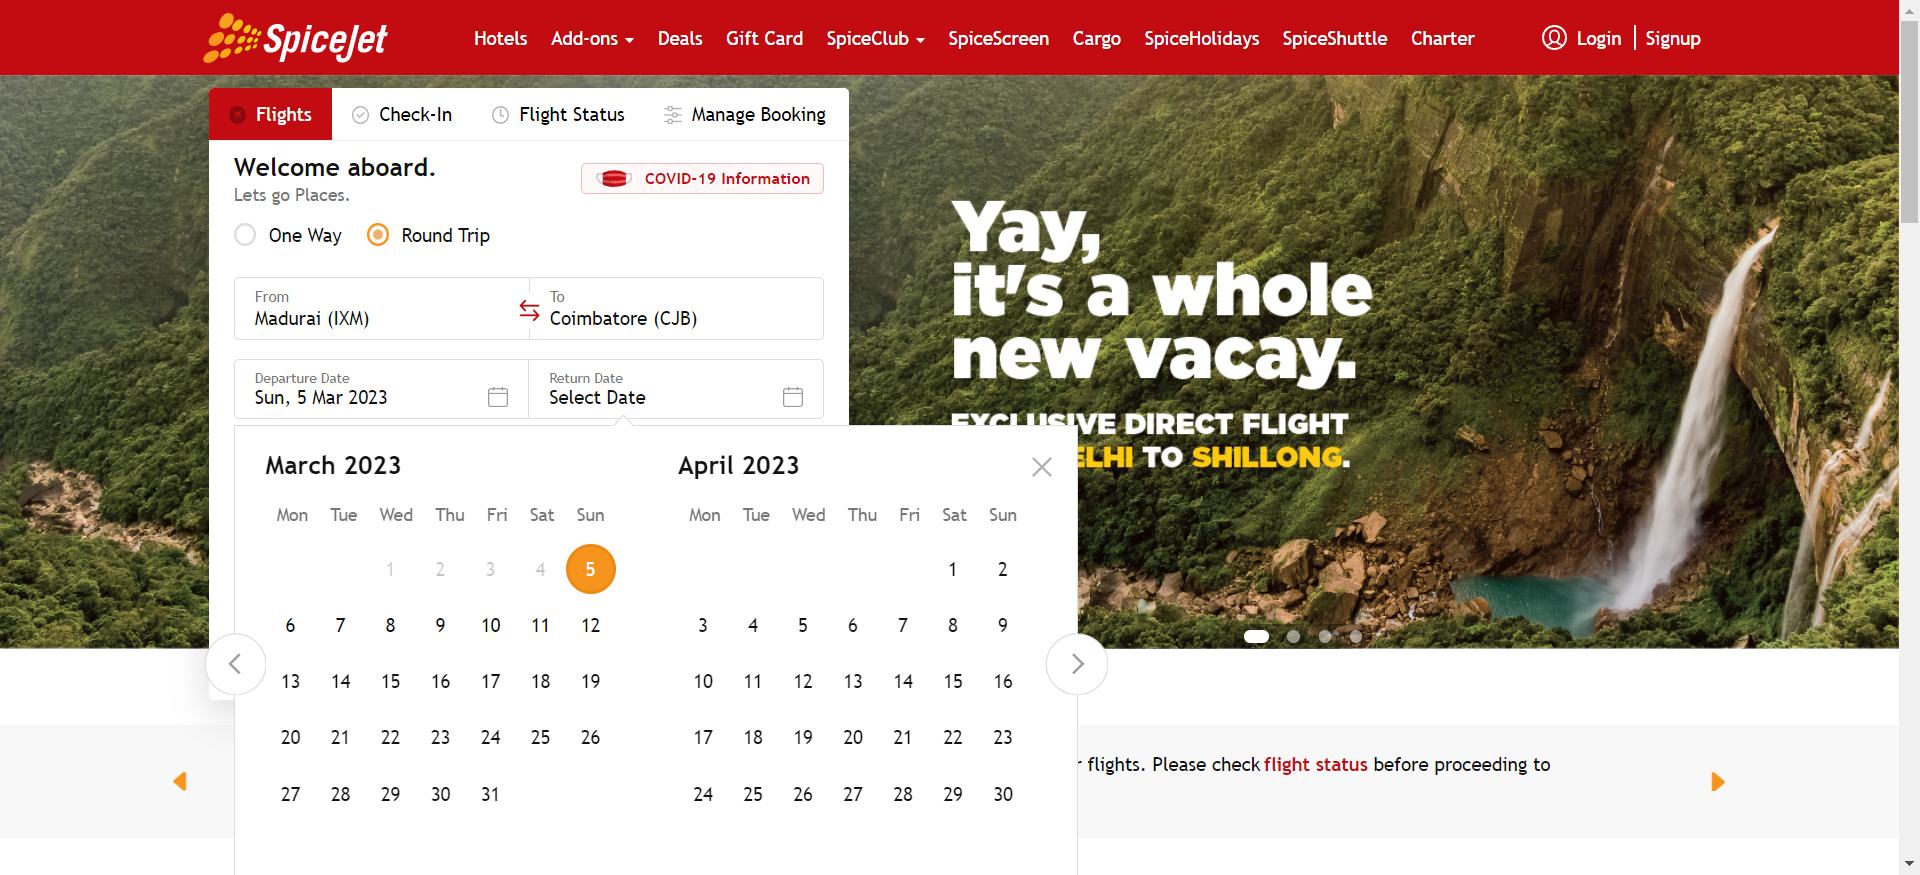 SpiceJet
Hotels Add-ons Deals Gift Card SpiceClub SpiceScreen Cargo SpiceHolidays SpiceShuttle Charter Login Signup
Flights Check-In Flight Status Manage Booking
Welcome aboard.
Lets go Places.
COVID-19 Information
One Way Round Trip
From
Madurai (IXM)
To
Coimbatore (CJB)
Departure Date
Sun, 5 Mar 2023
Return Date
Select Date
Yay,
it's a whole
new vacay.
EXCLUSIVE DIRECT FLIGHT
ELHI TO SHILLONG.
March 2023
Mon Tue Wed Thu Fri Sat Sun
1 2 3 4 5
6 7 8 9 10 11 12
13 14 15 16 17 18 19
20 21 22 23 24 25 26
27 28 29 30 31
April 2023
Mon Tue Wed Thu Fri Sat Sun
1 2
3 4 5 6 7 8 9
10 11 12 13 14 15 16
17 18 19 20 21 22 23
24 25 26 27 28 29 30
r flights. Please check flight status before proceeding to